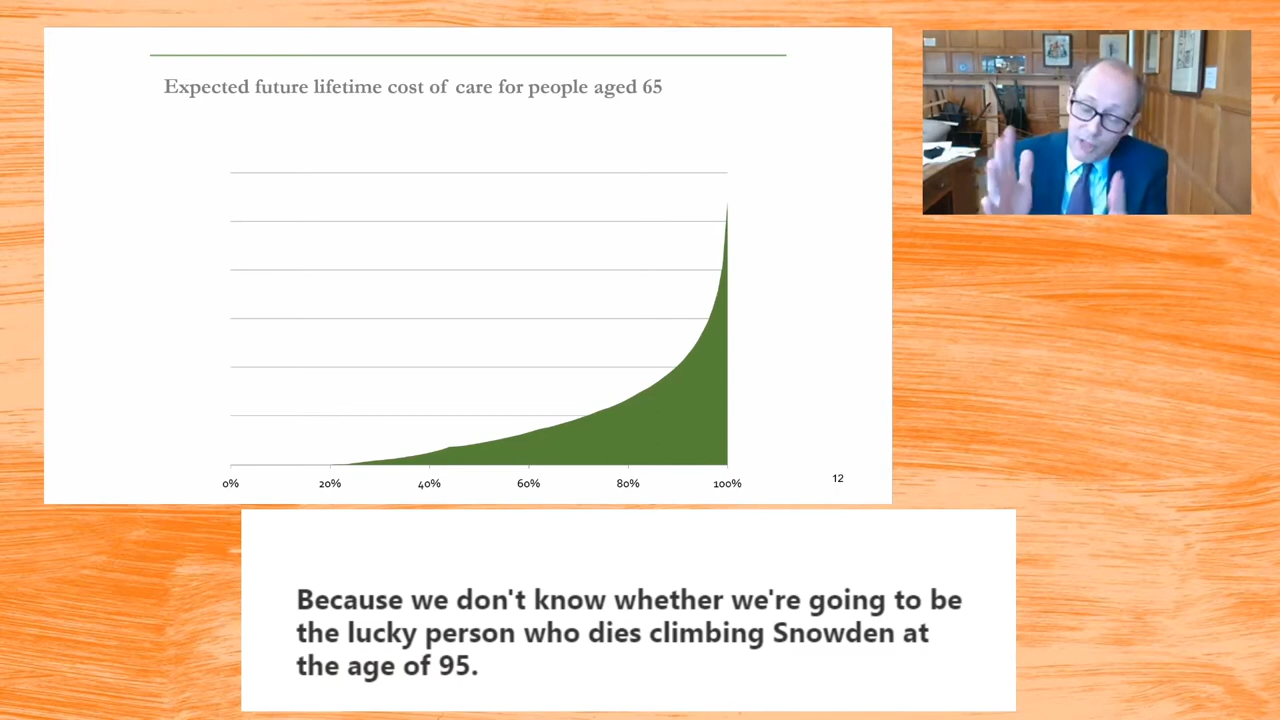 Expected future lifetime cost of care for people aged 65
0% 20% 40% 60% 80% 100%
12
Because we don't know whether we're going to be
the lucky person who dies climbing Snowden at
the age of 95.